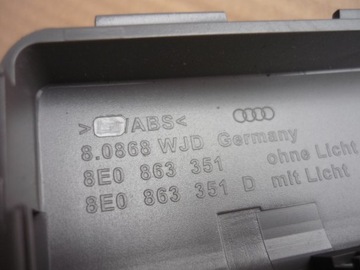 >   /ABS<
8.0868 WJD Germany
8E0 863 351 ohne Licht
8E0 863 351 D mit Licht